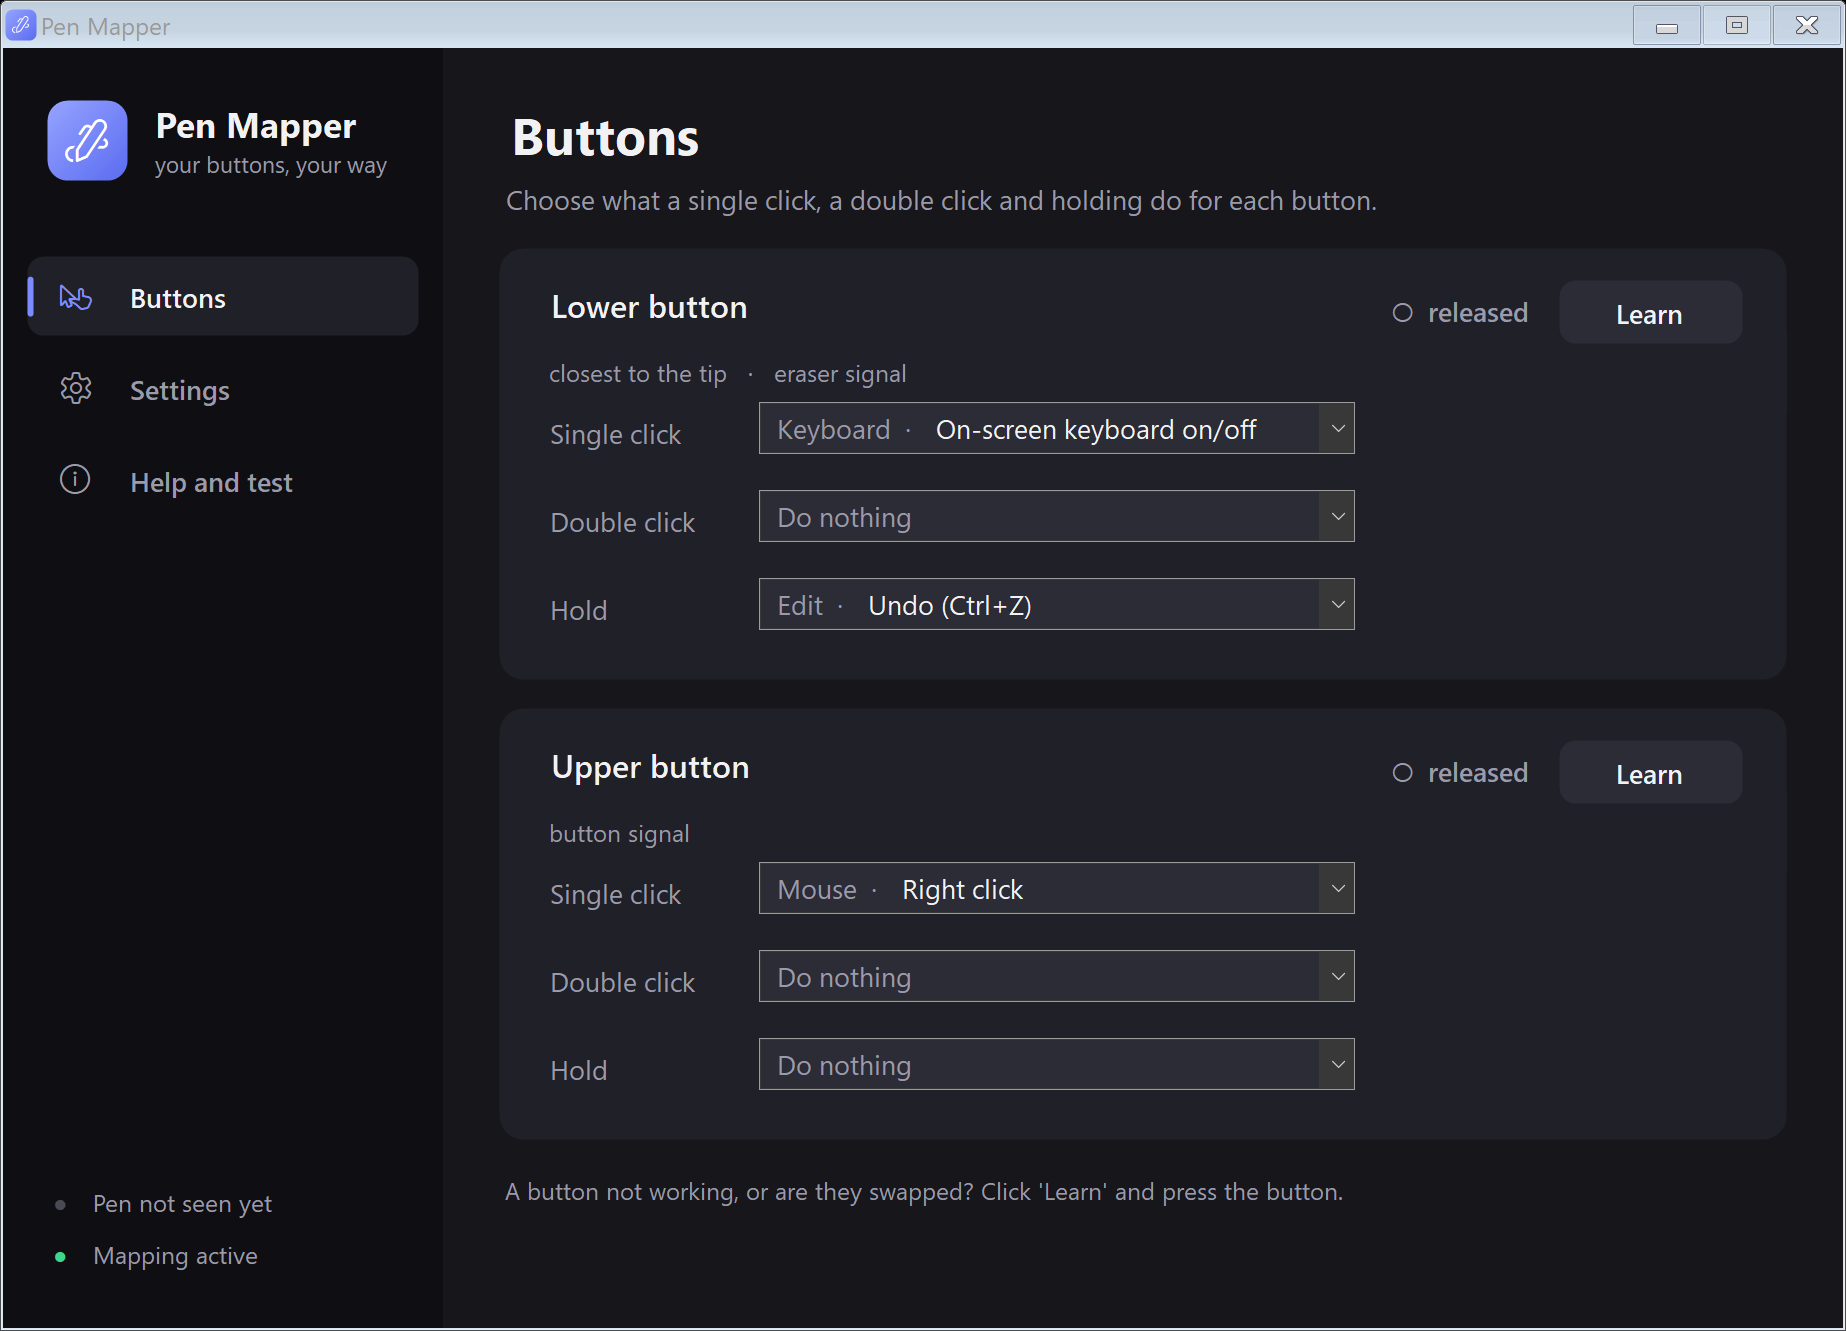 Pen Mapper
Pen Mapper
your buttons, your way
Buttons
Settings
Help and test
Pen not seen yet
Mapping active
Buttons
Choose what a single click, a double click and holding do for each button.
Lower button
released
Learn
closest to the tip · eraser signal
Single click
Keyboard · On-screen keyboard on/off
Double click
Do nothing
Hold
Edit · Undo (Ctrl+Z)
Upper button
released
Learn
button signal
Single click
Mouse · Right click
Double click
Do nothing
Hold
Do nothing
A button not working, or are they swapped? Click 'Learn' and press the button.